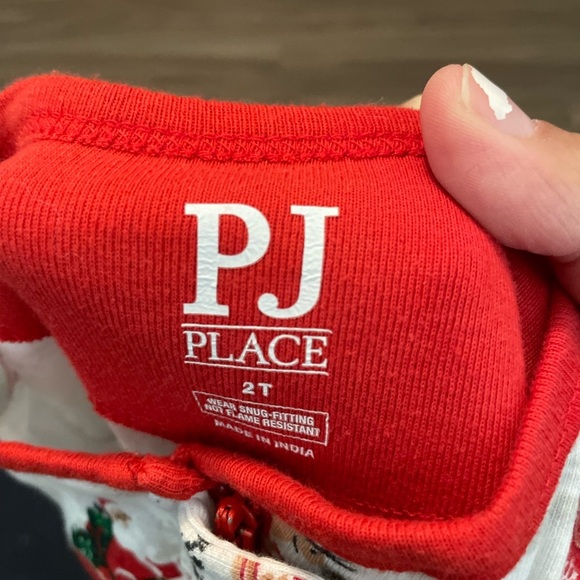 PJ
PLACE
2T
WEAR SNUG-FITTING
NOT FLAME RESISTANT
MADE IN INDIA